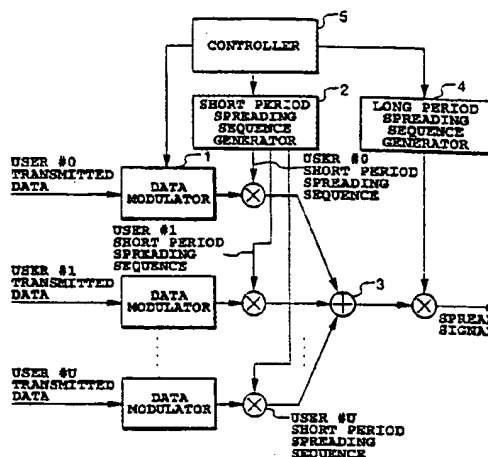 5
CONTROLLER
2
SHORT PERIOD
SPREADING
SEQUENCE
GENERATOR
4
LONG PERIOD
SPREADING
SEQUENCE
GENERATOR
USER #0
TRANSMITTED
DATA
1
DATA
MODULATOR
USER #0
SHORT PERIOD
SPREADING
SEQUENCE
USER #1
SHORT PERIOD
SPREADING
SEQUENCE
USER #1
TRANSMITTED
DATA
DATA
MODULATOR
3
SPREAD
SIGNAL
USER #U
TRANSMITTED
DATA
DATA
MODULATOR
USER #U
SHORT PERIOD
SPREADING
SEQUENCE